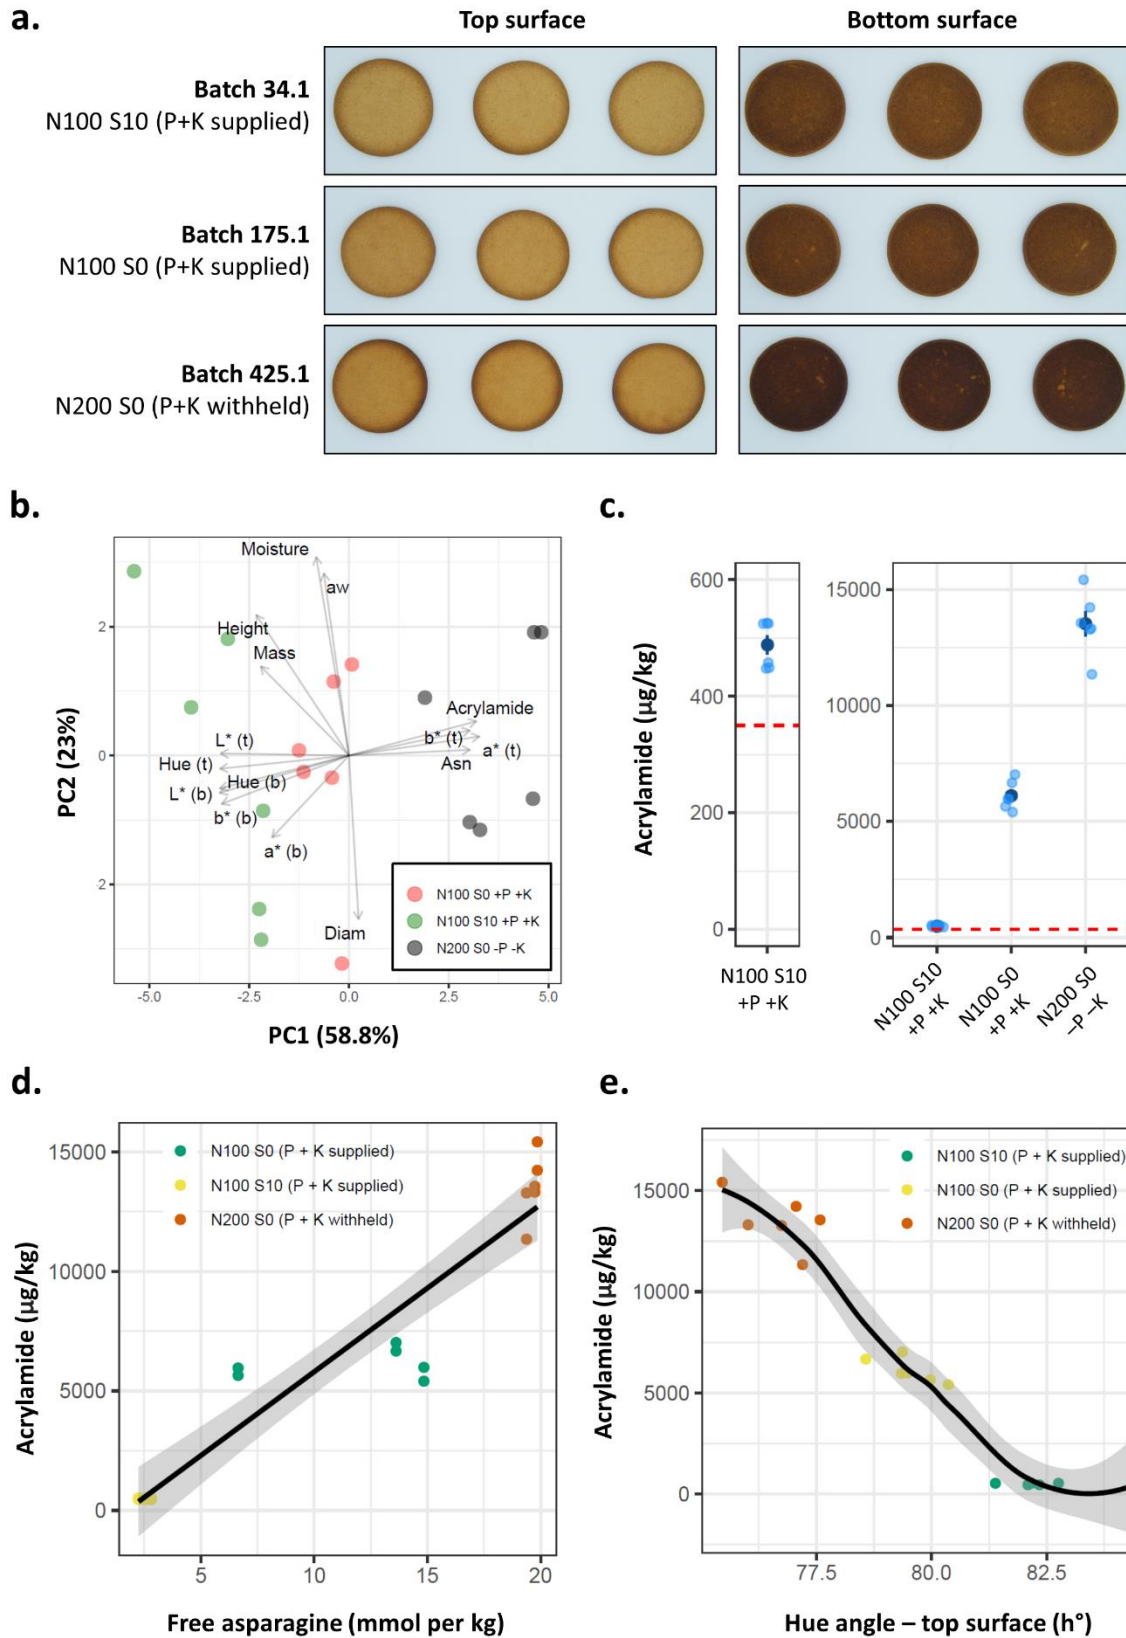 a.
Top surface
Bottom surface
Batch 34.1
N100 S10 (P+K supplied)
Batch 175.1
N100 S0 (P+K supplied)
Batch 425.1
N200 S0 (P+K withheld)
b.
Moisture
aw
Height
Mass
L* (t)
Hue (t)
Hue (b)
L* (b)
b* (b)
a* (b)
Acrylamide
b* (t)
a* (t)
Asn
Diam
N100 S0 +P +K
N100 S10 +P +K
N200 S0 -P -K
2
0
-2
-5.0
-2.5
0.0
2.5
5.0
PC2 (23%)
PC1 (58.8%)
c.
Acrylamide (µg/kg)
600
400
200
0
N100 S10
+P +K
15000
10000
5000
0
N100 S10
+P +K
N100 S0
+P +K
N200 S0
–P –K
d.
Acrylamide (µg/kg)
15000
10000
5000
0
N100 S0 (P + K supplied)
N100 S10 (P + K supplied)
N200 S0 (P + K withheld)
5
10
15
20
Free asparagine (mmol per kg)
e.
Acrylamide (µg/kg)
15000
10000
5000
0
N100 S10 (P + K supplied)
N100 S0 (P + K supplied)
N200 S0 (P + K withheld)
77.5
80.0
82.5
Hue angle – top surface (h°)